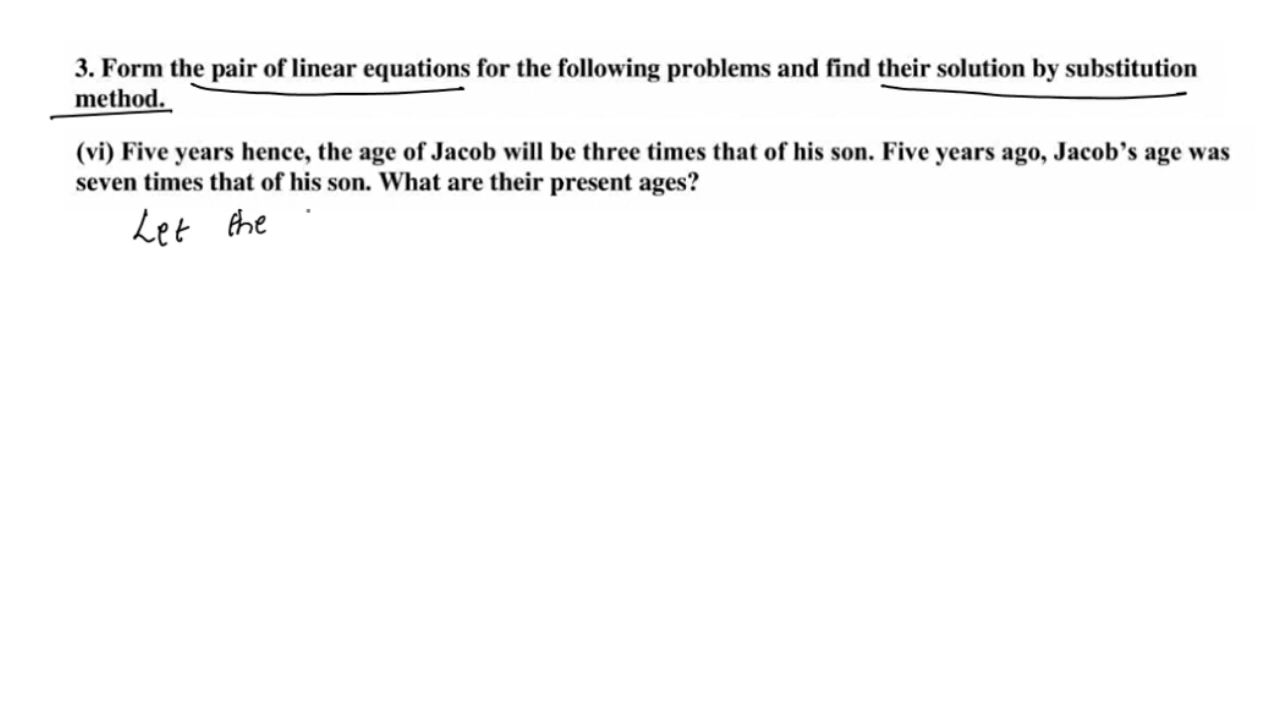 3. Form the pair of linear equations for the following problems and find their solution by substitution
method.
(vi) Five years hence, the age of Jacob will be three times that of his son. Five years ago, Jacob’s age was
seven times that of his son. What are their present ages?
Let the